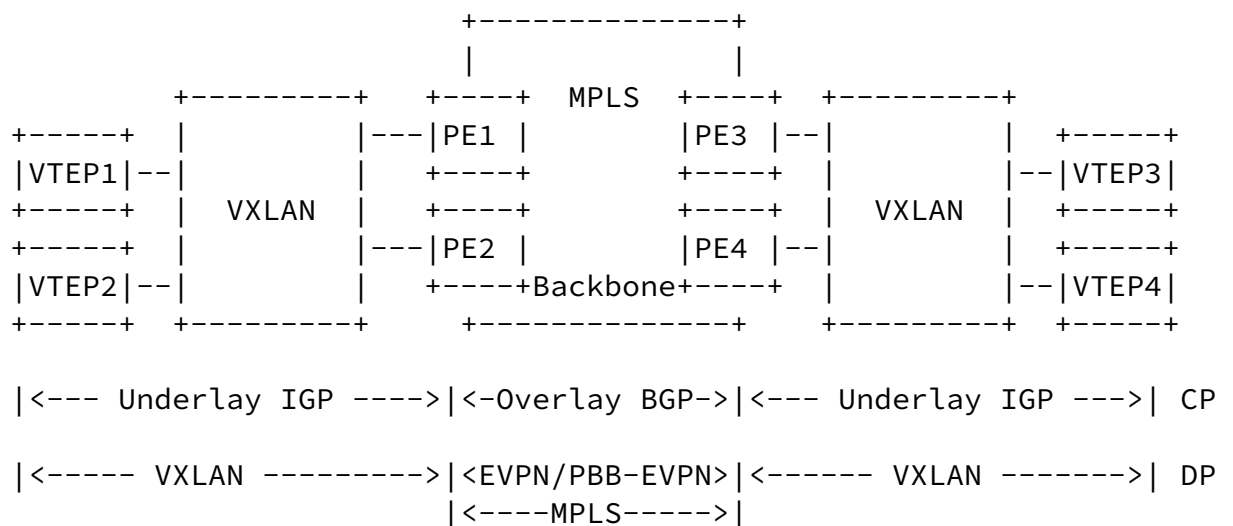 +--------------+
                         |              |
         +---------+   +----+  MPLS  +----+  +---------+
+-----+  |         |---|PE1 |        |PE3 |--|         |  +-----+
|VTEP1|--|         |   +----+        +----+  |         |--|VTEP3|
+-----+  |  VXLAN  |   +----+        +----+  |  VXLAN  |  +-----+
+-----+  |         |---|PE2 |        |PE4 |--|         |  +-----+
|VTEP2|--|         |   +----+Backbone+----+  |         |--|VTEP4|
+-----+  +---------+     +--------------+    +---------+  +-----+

|<--- Underlay IGP ---->|<-Overlay BGP->|<--- Underlay IGP --->| CP

|<----- VXLAN --------->|<EVPN/PBB-EVPN>|<------ VXLAN ------->| DP
                        |<----MPLS----->|